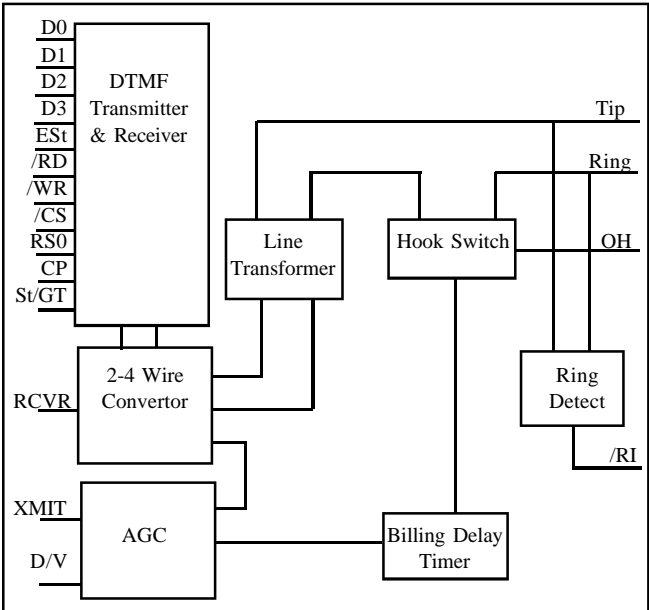 D0
D1
D2
D3
ESt
/RD
/WR
/CS
RS0
CP
St/GT
DTMF
Transmitter
& Receiver
Tip
Ring
OH
Line
Transformer
Hook Switch
2-4 Wire
Convertor
RCVR
Ring
Detect
/RI
XMIT
D/V
AGC
Billing Delay
Timer